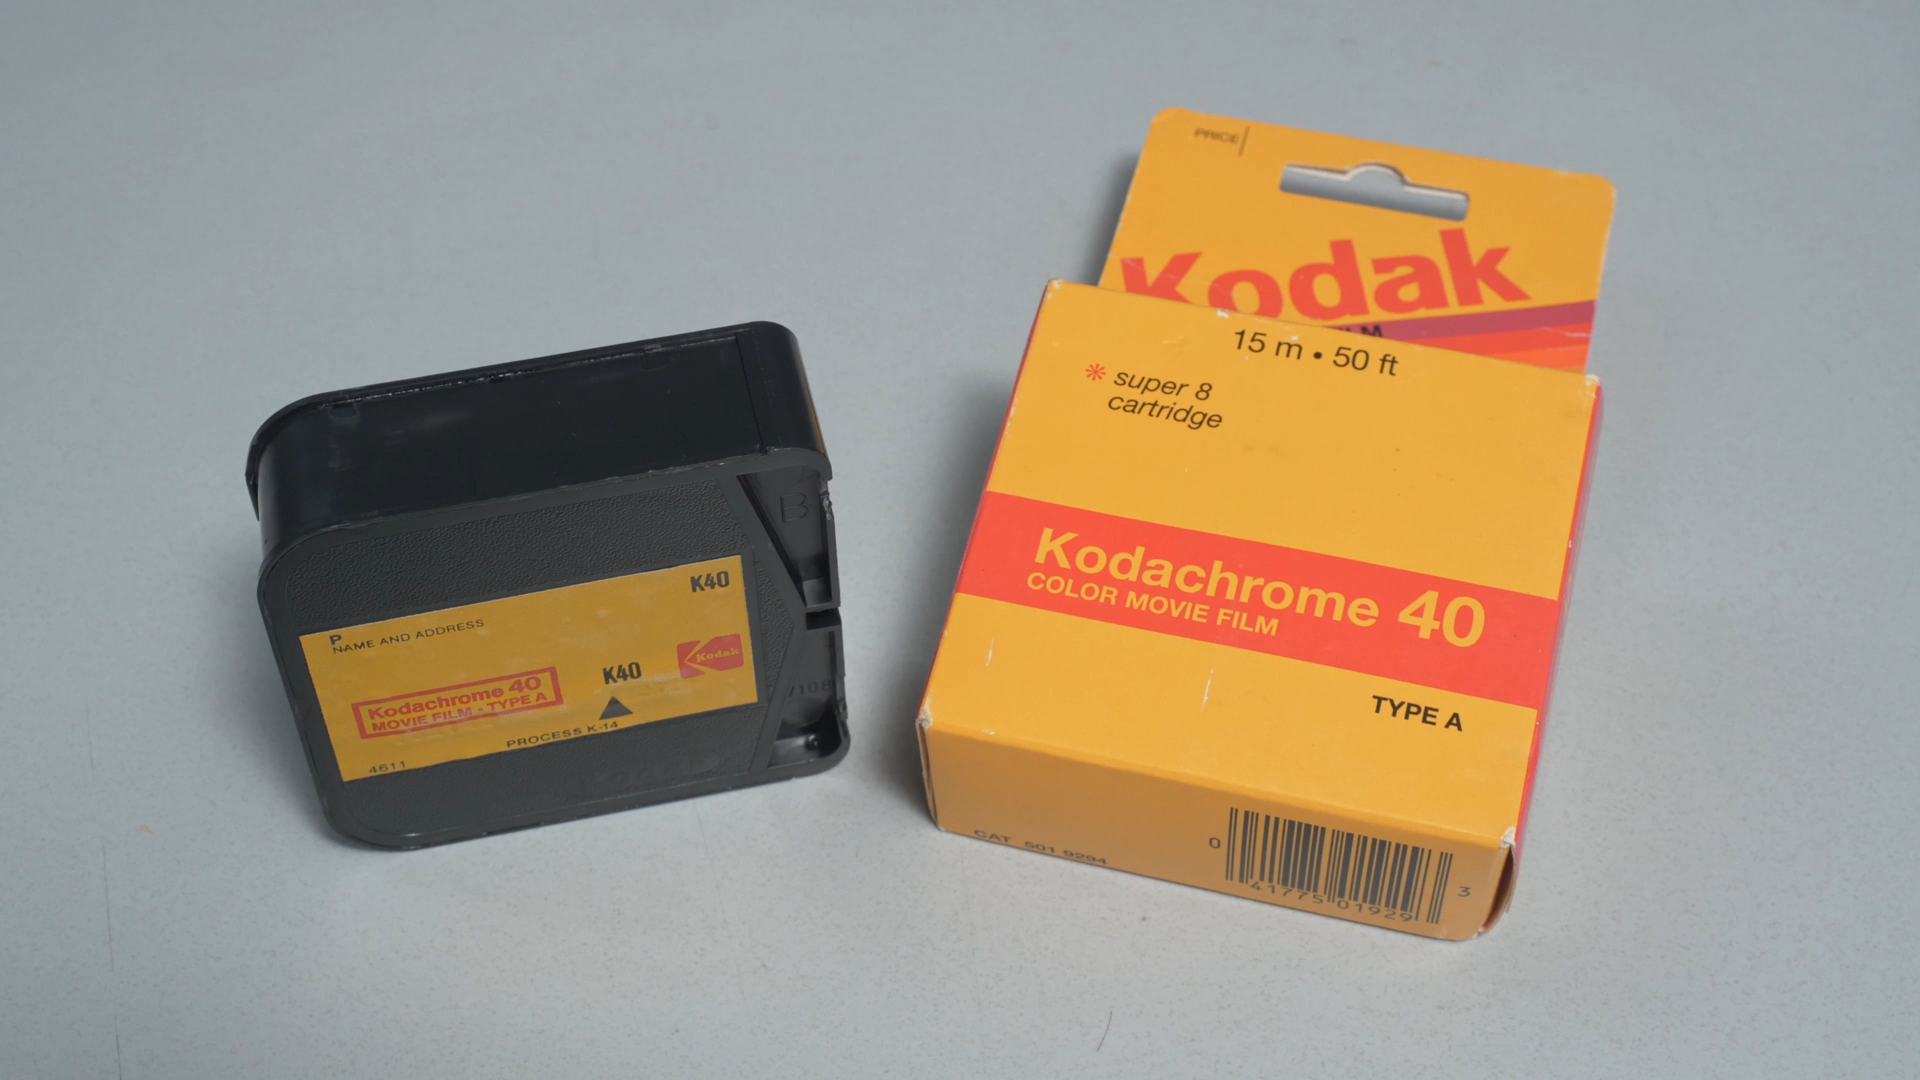 K40
P
NAME AND ADDRESS
K40
Kodak
Kodachrome 40
MOVIE FILM - TYPE A
PROCESS K-14
4611
B
PRICE
Kodak
15 m • 50 ft
* super 8
cartridge
Kodachrome 40
COLOR MOVIE FILM
TYPE A
CAT 501 9294
0 41775 01929 3